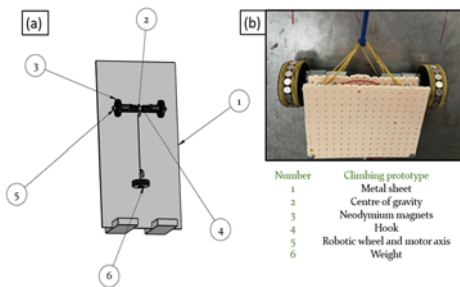 (a)
2
(b)
3
1
5
4
6
Number Climbing prototype
1 Metal sheet
2 Centre of gravity
3 Neodymium magnets
4 Hook
5 Robotic wheel and motor axis
6 Weight